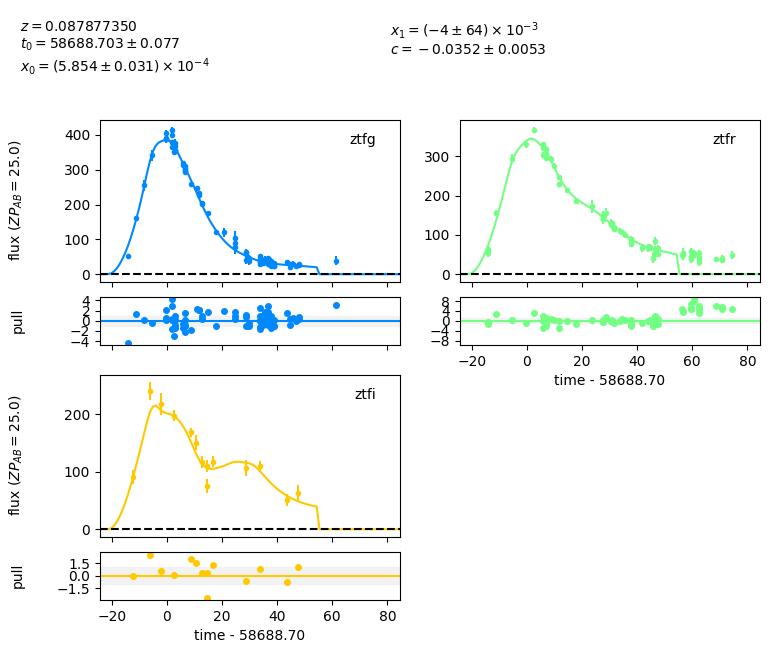 z = 0.087877350
t₀ = 58688.703 ± 0.077
x₀ = (5.854 ± 0.031) × 10⁻⁴
x₁ = (−4 ± 64) × 10⁻³
c = −0.0352 ± 0.0053
flux (ZP_AB = 25.0)
400
300
200
100
0
ztfg
300
200
100
0
ztfr
pull
4
2
0
−2
−4
8
4
0
−4
−8
−20 0 20 40 60 80
time - 58688.70
flux (ZP_AB = 25.0)
200
100
0
ztfi
pull
1.5
0.0
−1.5
−20 0 20 40 60 80
time - 58688.70